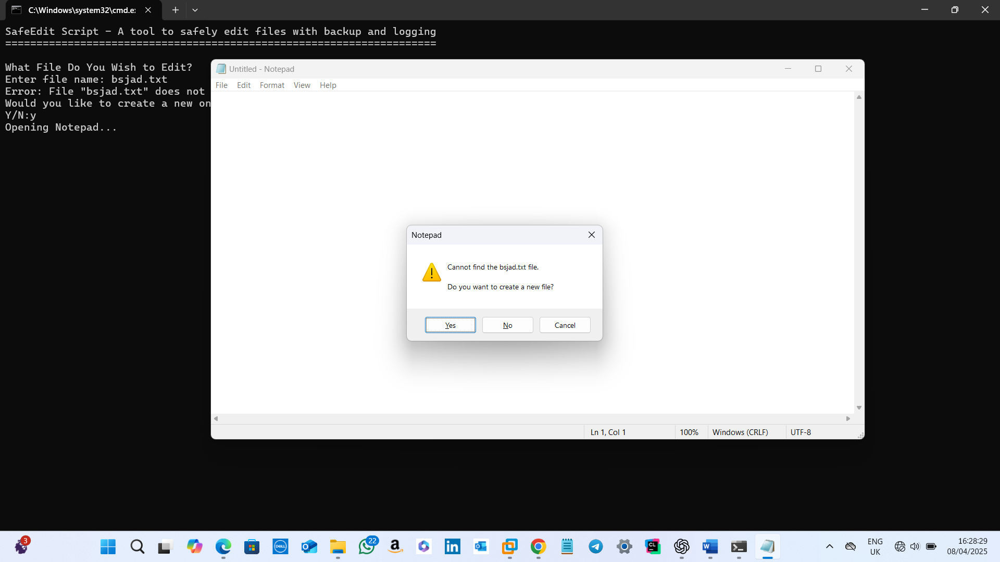 C:\Windows\system32\cmd.e
SafeEdit Script - A tool to safely edit files with backup and logging
=====================================================================
What File Do You Wish to Edit?
Enter file name: bsjad.txt
Error: File "bsjad.txt" does not
Would you like to create a new on
Y/N:y
Opening Notepad...
Untitled - Notepad
File Edit Format View Help
Notepad
Cannot find the bsjad.txt file.
Do you want to create a new file?
Yes No Cancel
Ln 1, Col 1 100% Windows (CRLF) UTF-8
3
DELL
22
a
in
CL
W
ENG
UK
16:28:29
08/04/2025